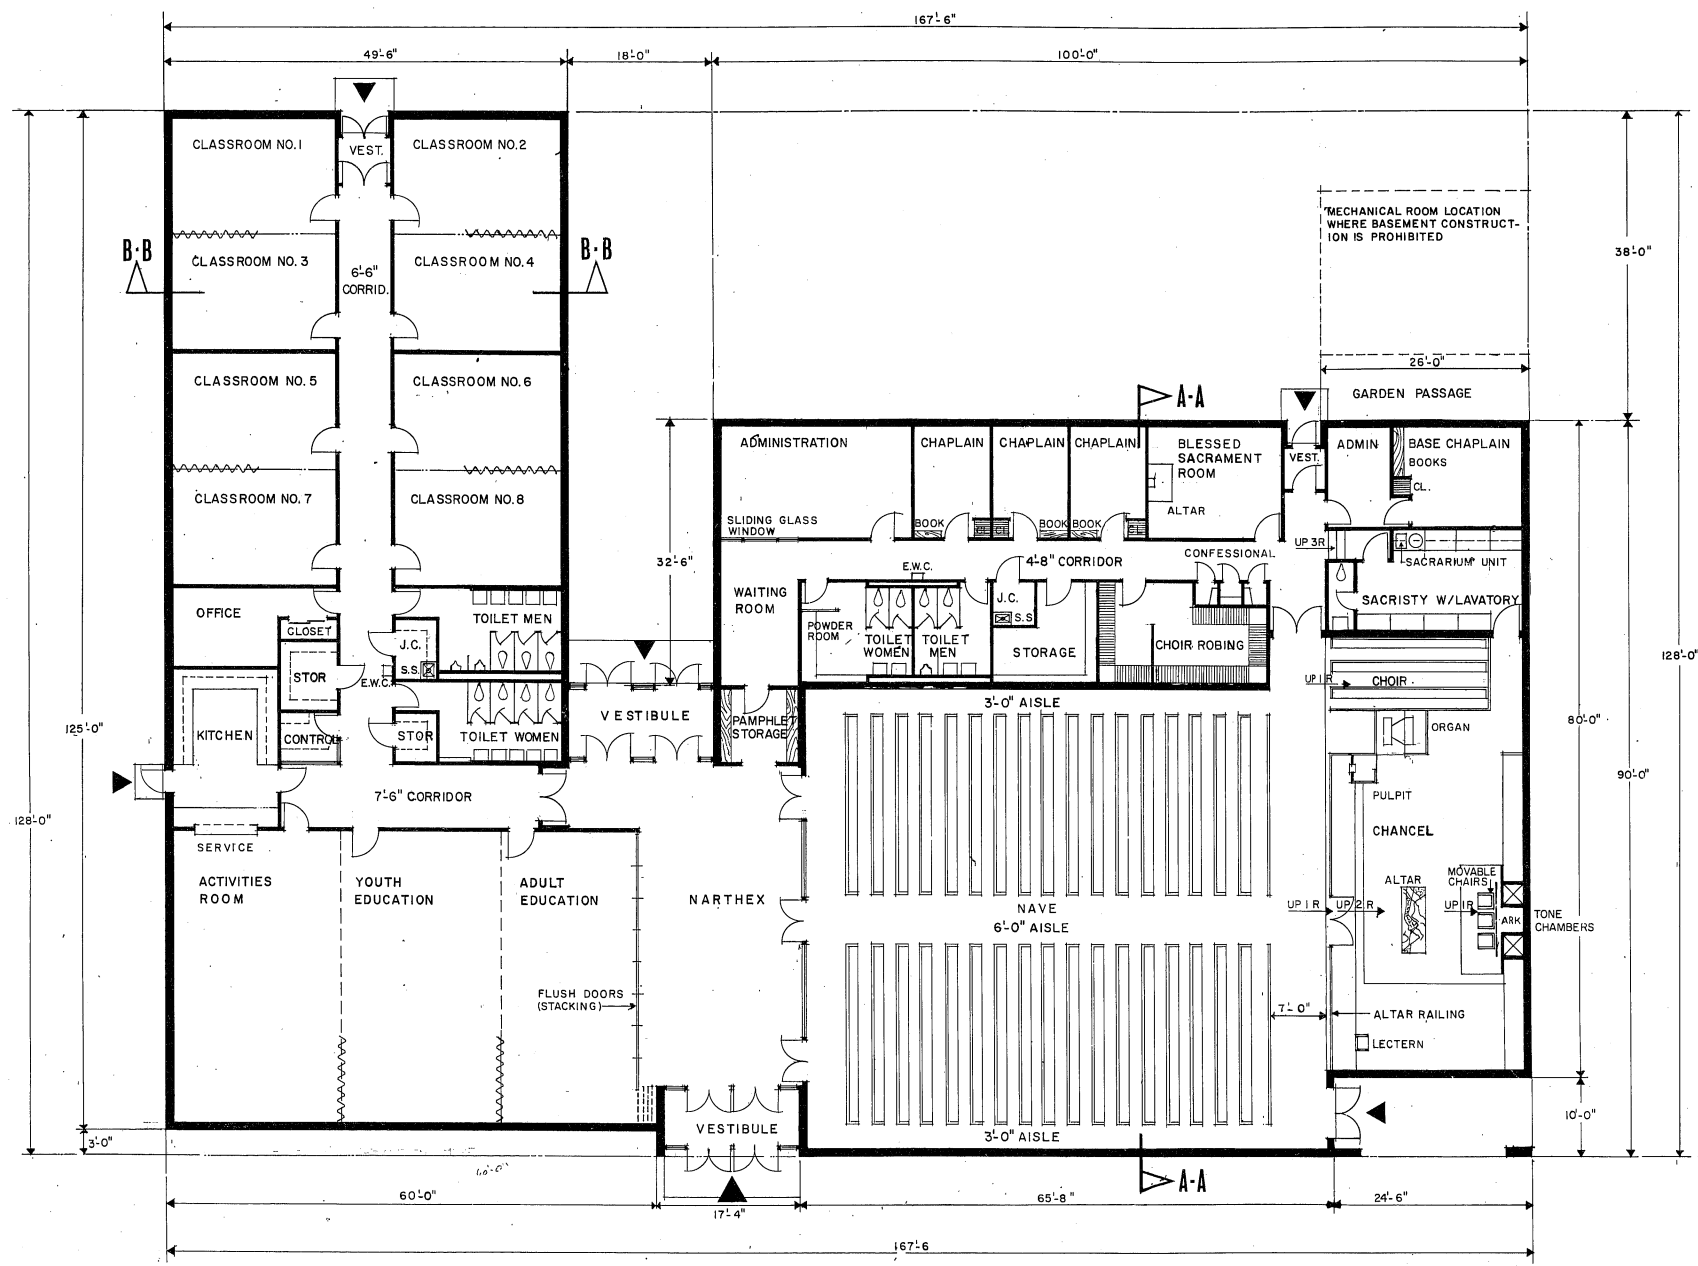 167'-6"
49'-6"
18'-0"
100'-0"
CLASSROOM NO.1
VEST.
CLASSROOM NO.2
B-B
CLASSROOM NO. 3
6'-6"
CORRID.
CLASSROOM NO.4
B-B
CLASSROOM NO. 5
CLASSROOM NO. 6
CLASSROOM NO. 7
CLASSROOM NO. 8
MECHANICAL ROOM LOCATION
WHERE BASEMENT CONSTRUCT-
ION IS PROHIBITED
38'-0"
26'-0"
GARDEN PASSAGE
A-A
ADMINISTRATION
CHAPLAIN
CHAPLAIN
CHAPLAIN
BLESSED
SACRAMENT
ROOM
ALTAR
VEST.
ADMIN
BASE CHAPLAIN
BOOKS
CL.
SLIDING GLASS
WINDOW
BOOK
CL
CL
BOOK
BOOK
CL
32'-6"
E.W.C.
4'-8" CORRIDOR
CONFESSIONAL
UP 3R
SACRARIUM UNIT
SACRISTY W/LAVATORY
WAITING
ROOM
POWDER
ROOM
TOILET
WOMEN
TOILET
MEN
J.C.
S.S
STORAGE
CHOIR ROBING
OFFICE
CLOSET
STOR
E.W.C.
J.C.
S.S.
TOILET MEN
KITCHEN
CONTROL
STOR
TOILET WOMEN
VESTIBULE
PAMPHLET
STORAGE
3'-0" AISLE
UP 1 R
CHOIR
ORGAN
PULPIT
CHANCEL
128'-0"
80'-0"
90'-0"
125'-0"
128'-0"
7'-6" CORRIDOR
SERVICE
ACTIVITIES
ROOM
YOUTH
EDUCATION
ADULT
EDUCATION
NARTHEX
NAVE
6'-0" AISLE
UP 1 R
UP 2 R
ALTAR
UP 1R
MOVABLE
CHAIRS
ARK
TONE
CHAMBERS
FLUSH DOORS
(STACKING)
7'-0"
ALTAR RAILING
LECTERN
VESTIBULE
3'-0" AISLE
10'-0"
3'-0"
A-A
60'-0"
17'-4"
65'-8"
24'-6"
167'-6